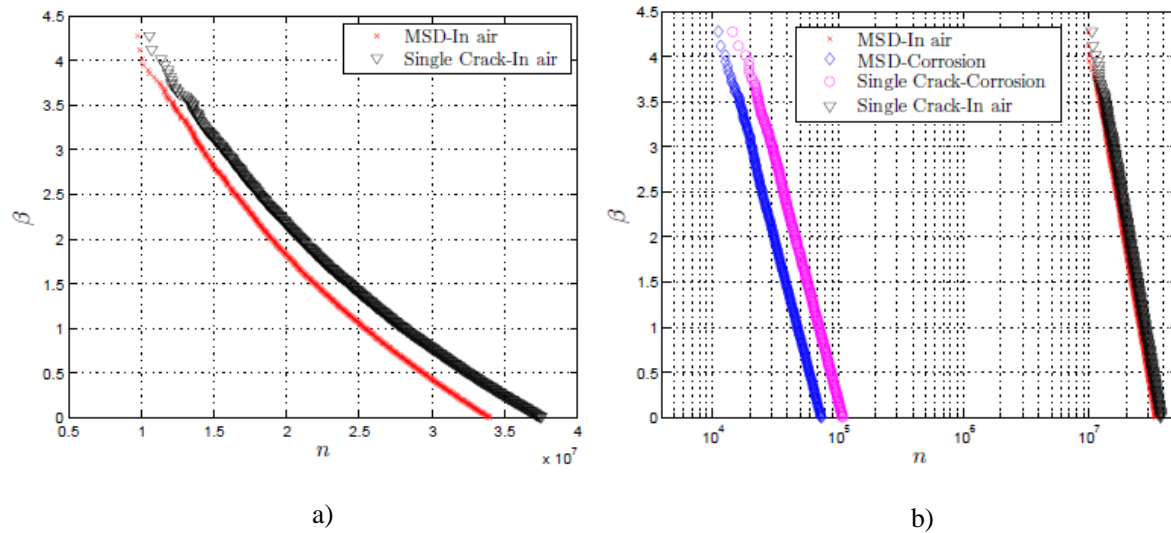 4.5
4
3.5
3
2.5
2
1.5
1
0.5
0
β
MSD-In air
Single Crack-In air
0.5 1 1.5 2 2.5 3 3.5 4
n
x 10^7
a)
4.5
4
3.5
3
2.5
2
1.5
1
0.5
0
β
MSD-In air
MSD-Corrosion
Single Crack-Corrosion
Single Crack-In air
10^4 10^5 10^6 10^7
n
b)